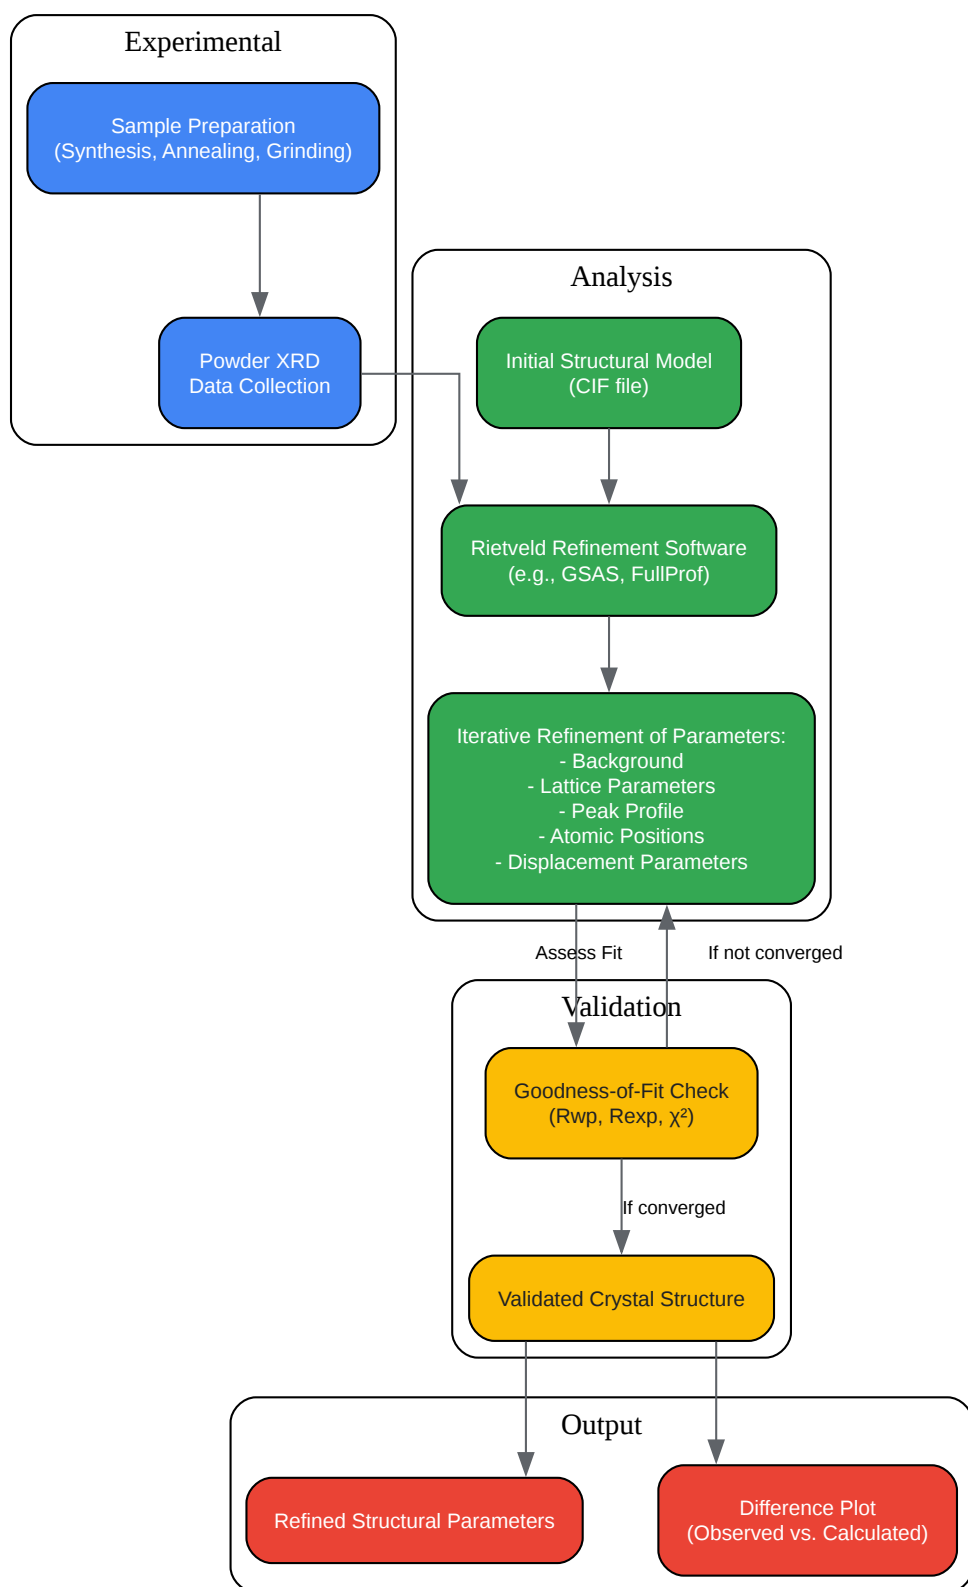 Experimental
Sample Preparation
(Synthesis, Annealing, Grinding)
Powder XRD
Data Collection
Analysis
Initial Structural Model
(CIF file)
Rietveld Refinement Software
(e.g., GSAS, FullProf)
Iterative Refinement of Parameters:
- Background
- Lattice Parameters
- Peak Profile
- Atomic Positions
- Displacement Parameters
Assess Fit
If not converged
Validation
Goodness-of-Fit Check
(Rwp, Rexp, χ²)
If converged
Validated Crystal Structure
Output
Refined Structural Parameters
Difference Plot
(Observed vs. Calculated)